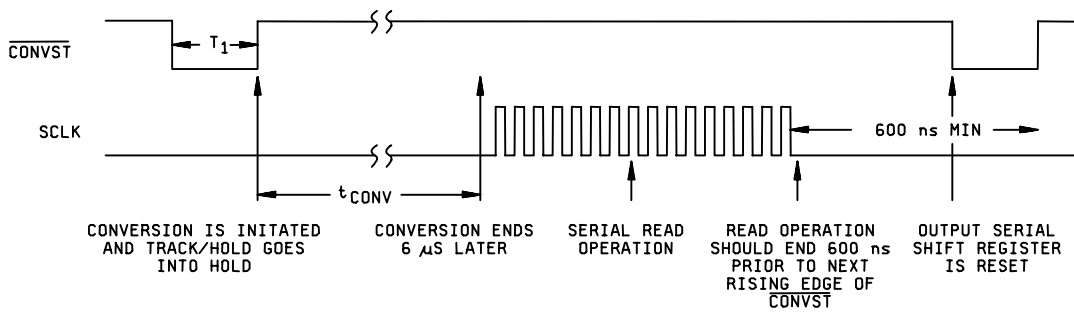 CONVST
T1
SCLK
600 ns MIN
tCONV
CONVERSION IS INITATED
AND TRACK/HOLD GOES
INTO HOLD
CONVERSION ENDS
6 μS LATER
SERIAL READ
OPERATION
READ OPERATION
SHOULD END 600 ns
PRIOR TO NEXT
RISING EDGE OF
CONVST
OUTPUT SERIAL
SHIFT REGISTER
IS RESET